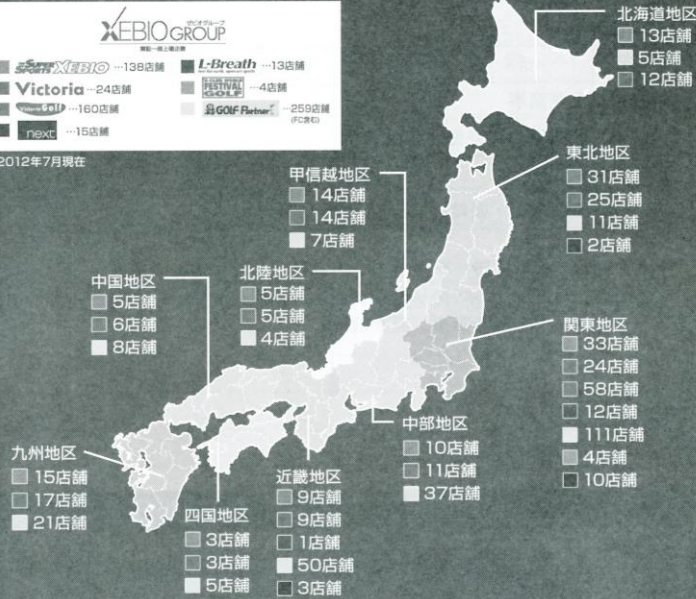 ゼビオグループ
XEBIO GROUP
SUPER SPORTS XEBIO …138店舗
Victoria …24店舗
Victoria Golf …160店舗
next …15店舗
L-Breath …13店舗
FESTIVAL GOLF …4店舗
GOLF Partner …259店舗
(FC含む)
2012年7月現在
北海道地区
13店舗
5店舗
12店舗
東北地区
31店舗
25店舗
11店舗
2店舗
甲信越地区
14店舗
14店舗
7店舗
北陸地区
5店舗
5店舗
4店舗
中国地区
5店舗
6店舗
8店舗
関東地区
33店舗
24店舗
58店舗
12店舗
111店舗
4店舗
10店舗
中部地区
10店舗
11店舗
37店舗
近畿地区
9店舗
9店舗
1店舗
50店舗
3店舗
四国地区
3店舗
3店舗
5店舗
九州地区
15店舗
17店舗
21店舗